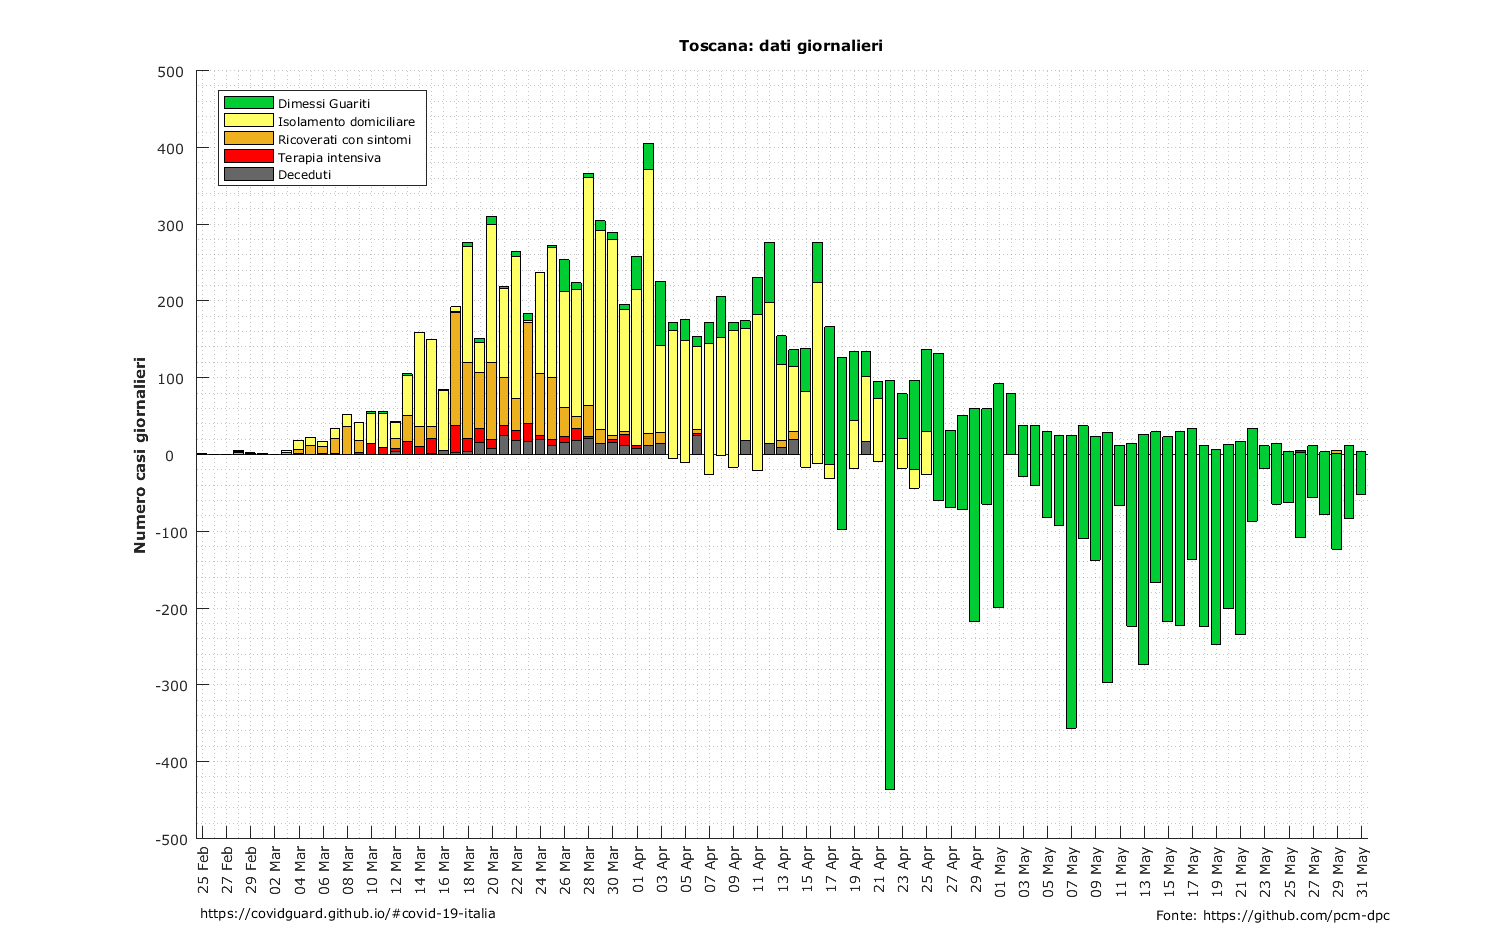 Toscana: dati giornalieri
500
400
300
200
100
0
-100
-200
-300
-400
-500
Numero casi giornalieri
Dimessi Guariti
Isolamento domiciliare
Ricoverati con sintomi
Terapia intensiva
Deceduti
25 Feb
27 Feb
29 Feb
02 Mar
04 Mar
06 Mar
08 Mar
10 Mar
12 Mar
14 Mar
16 Mar
18 Mar
20 Mar
22 Mar
24 Mar
26 Mar
28 Mar
30 Mar
01 Apr
03 Apr
05 Apr
07 Apr
09 Apr
11 Apr
13 Apr
15 Apr
17 Apr
19 Apr
21 Apr
23 Apr
25 Apr
27 Apr
29 Apr
01 May
03 May
05 May
07 May
09 May
11 May
13 May
15 May
17 May
19 May
21 May
23 May
25 May
27 May
29 May
31 May
https://covidguard.github.io/#covid-19-italia
Fonte: https://github.com/pcm-dpc